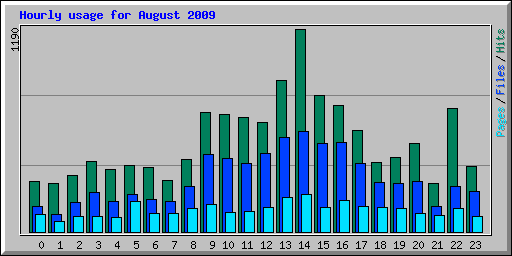 Hourly usage for August 2009
1190
Pages / Files / Hits
0 1 2 3 4 5 6 7 8 9 10 11 12 13 14 15 16 17 18 19 20 21 22 23